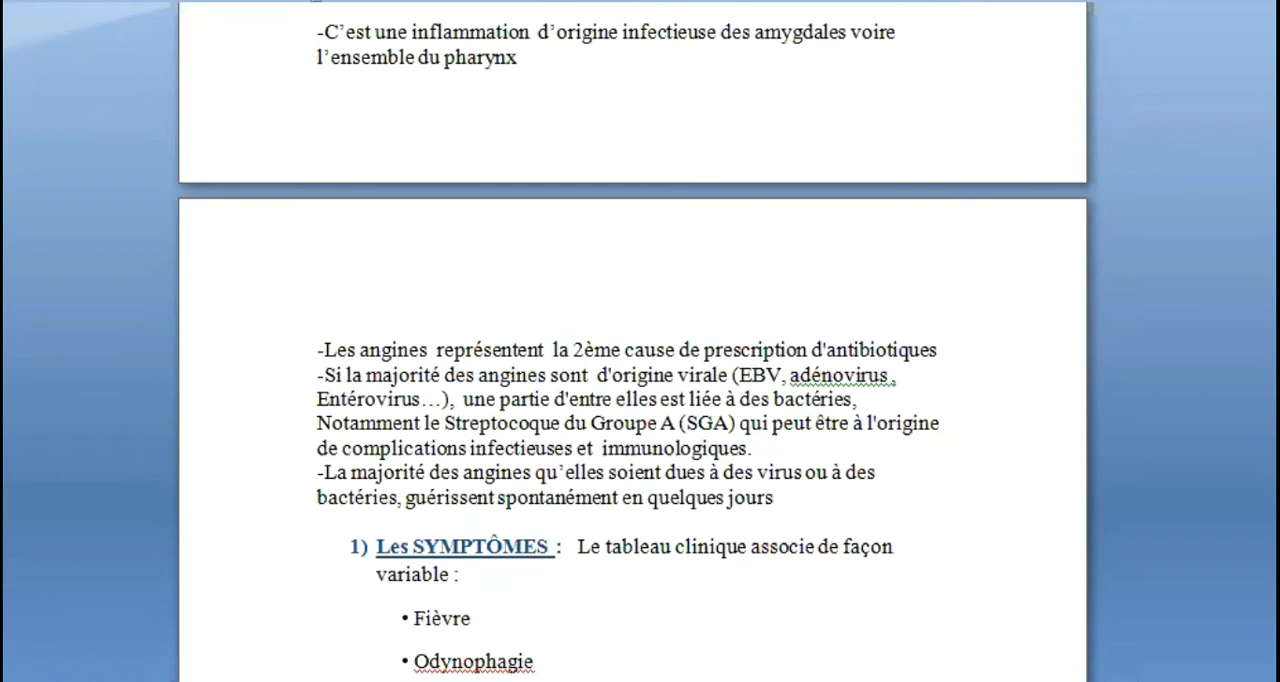 -C’est une inflammation d’origine infectieuse des amygdales voire
l’ensemble du pharynx
-Les angines représentent la 2ème cause de prescription d'antibiotiques
-Si la majorité des angines sont d'origine virale (EBV, adénovirus,
Entérovirus…), une partie d'entre elles est liée à des bactéries,
Notamment le Streptocoque du Groupe A (SGA) qui peut être à l'origine
de complications infectieuses et immunologiques.
-La majorité des angines qu’elles soient dues à des virus ou à des
bactéries, guérissent spontanément en quelques jours
1) Les SYMPTÔMES : Le tableau clinique associe de façon
variable :
• Fièvre
• Odynophagie